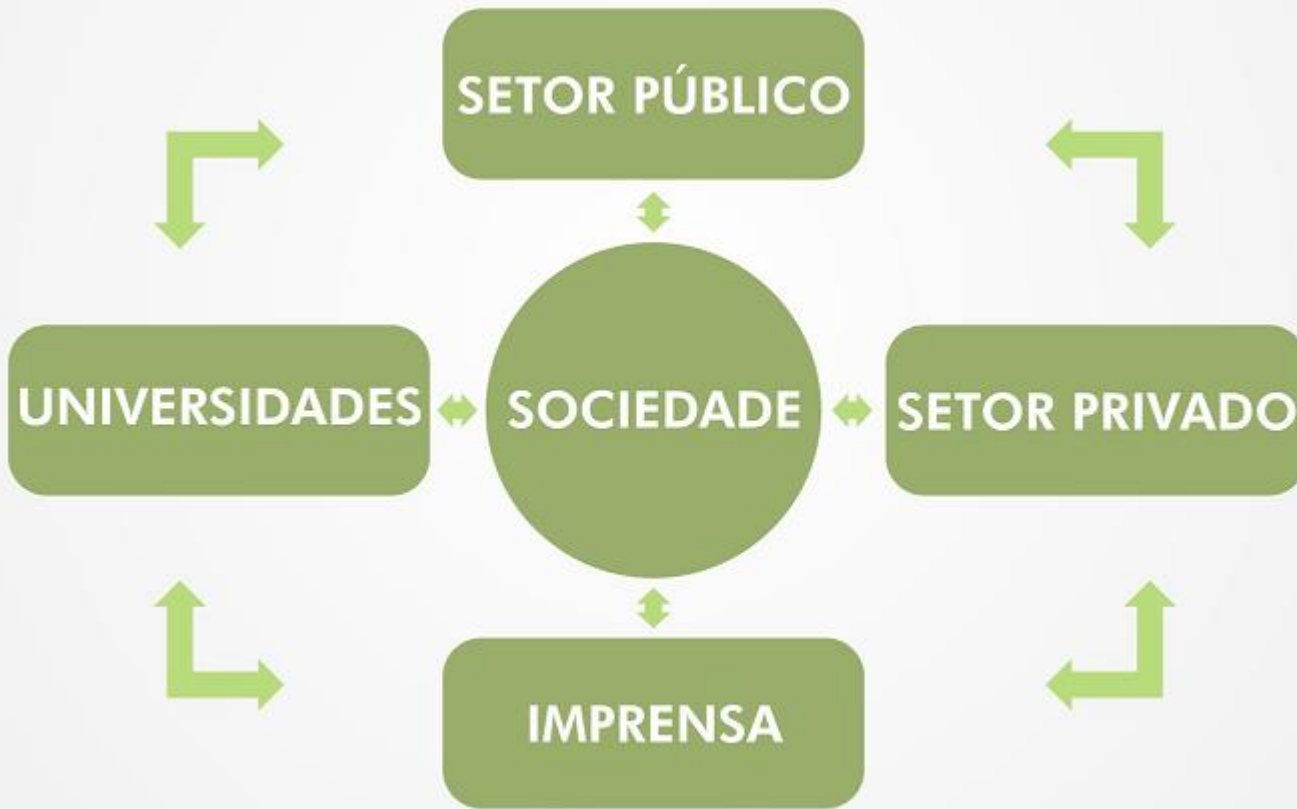 SETOR PÚBLICO
UNIVERSIDADES
SOCIEDADE
SETOR PRIVADO
IMPRENSA